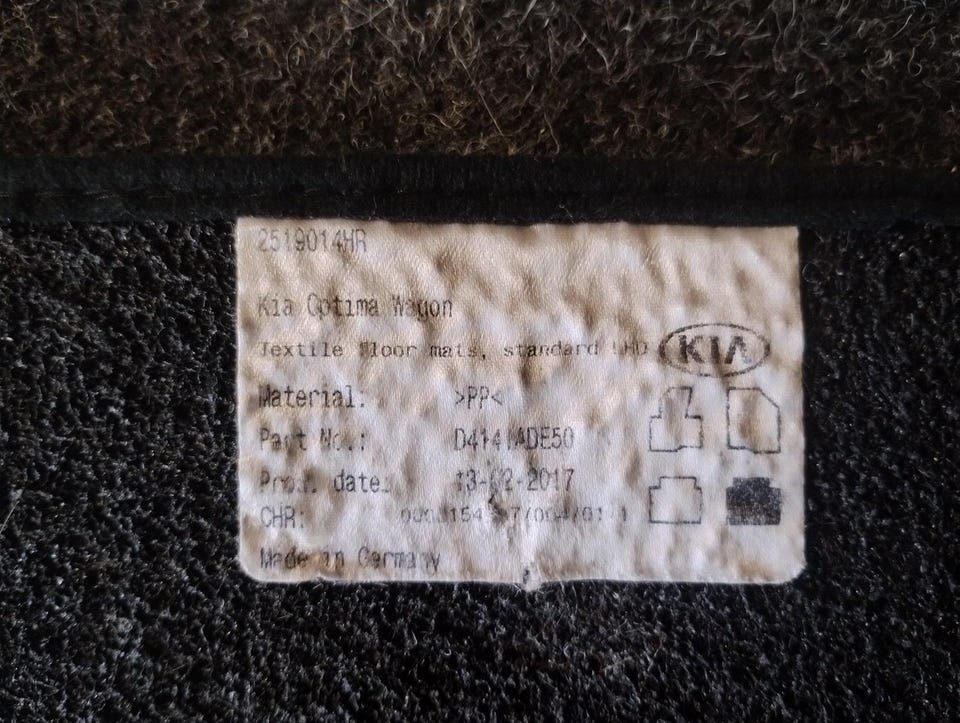 2519014HR
Kia Optima Wagon
Textile floor mats, standard LHD
KIA
Material: >PP<
Part No.: D4141ADE50
Prod. date: 13-02-2017
CHR:
Made in Germany